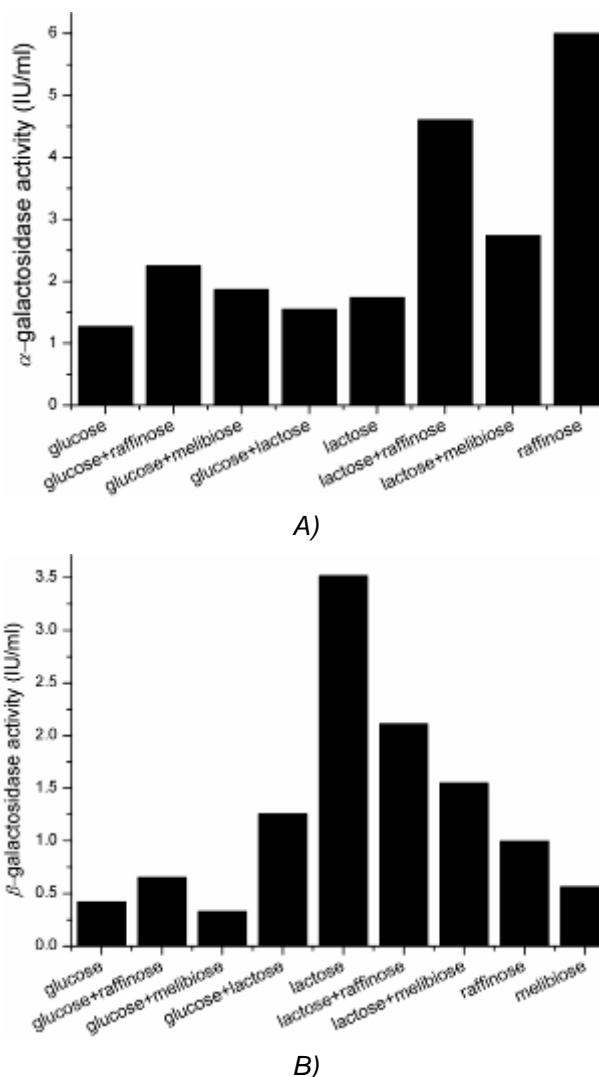 α-galactosidase activity (IU/ml)
6
5
4
3
2
1
0
glucose
glucose+raffinose
glucose+melibiose
glucose+lactose
lactose
lactose+raffinose
lactose+melibiose
raffinose
A)
β-galactosidase activity (IU/ml)
3.5
3.0
2.5
2.0
1.5
1.0
0.5
0.0
glucose
glucose+raffinose
glucose+melibiose
glucose+lactose
lactose
lactose+raffinose
lactose+melibiose
raffinose
melibiose
B)